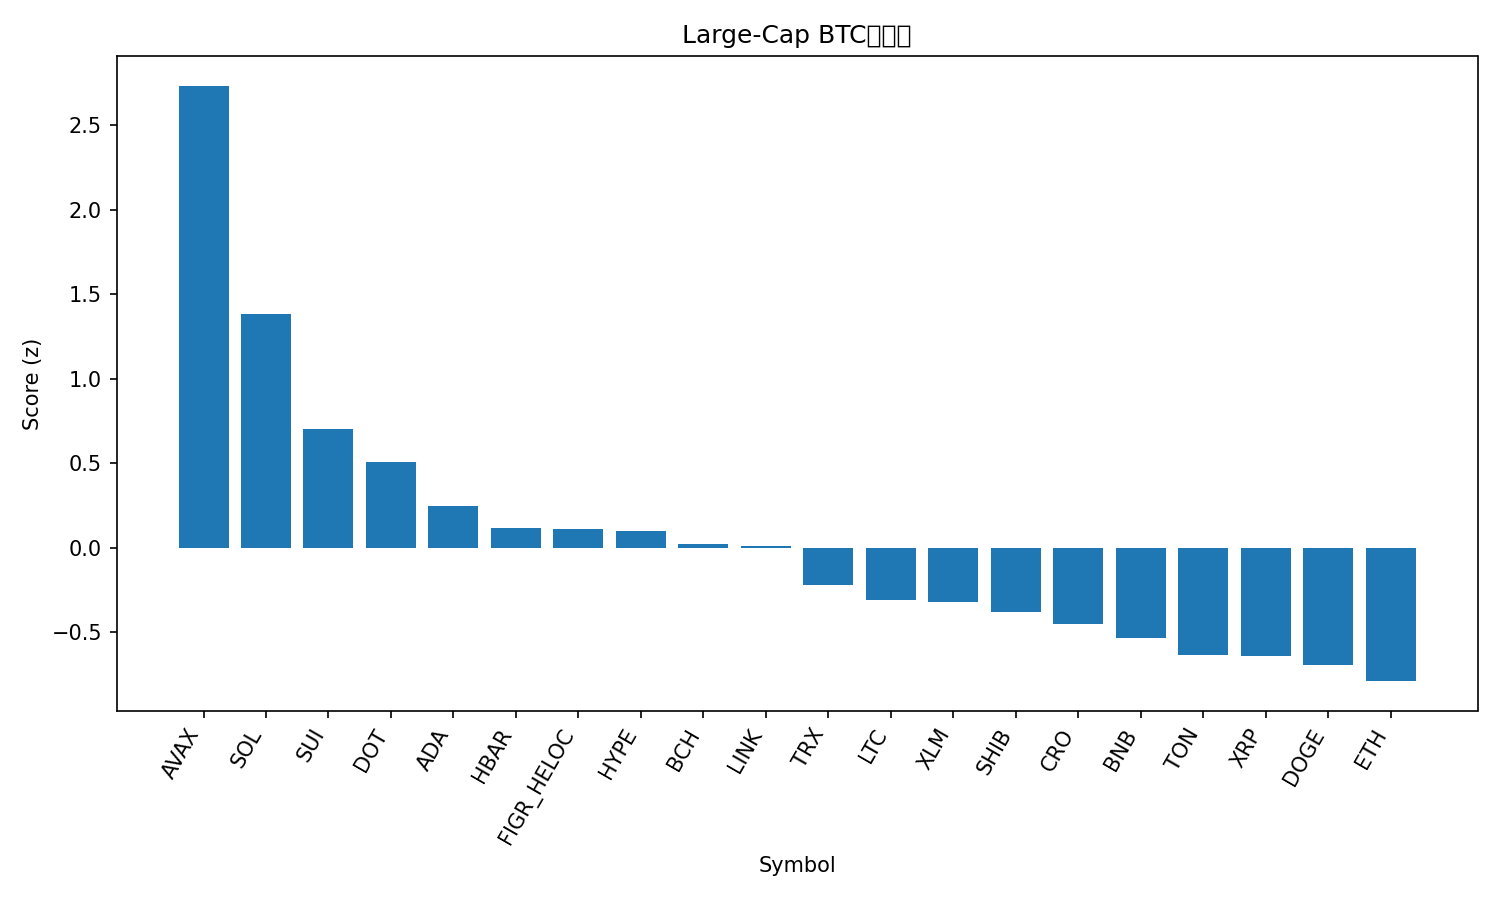 Large-Cap BTC
Score (z)
2.5
2.0
1.5
1.0
0.5
0.0
−0.5
AVAX
SOL
SUI
DOT
ADA
HBAR
FIGR_HELOC
HYPE
BCH
LINK
TRX
LTC
XLM
SHIB
CRO
BNB
TON
XRP
DOGE
ETH
Symbol